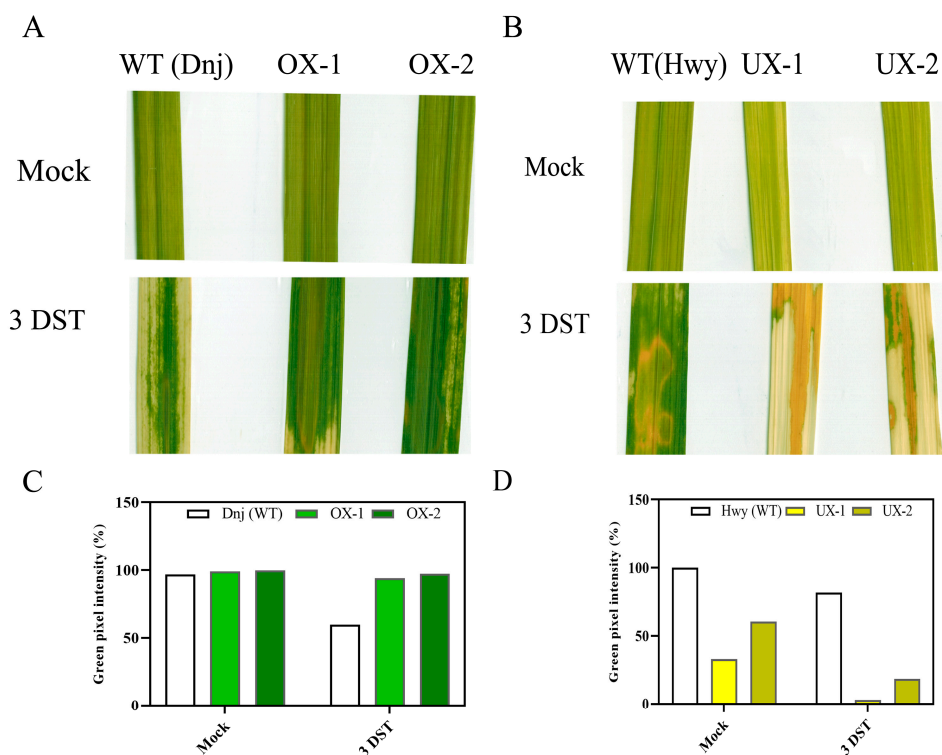 A
WT (Dnj) OX-1 OX-2
Mock
3 DST
B
WT(Hwy) UX-1 UX-2
Mock
3 DST
C
Green pixel intensity (%)
150
100
50
0
Dnj (WT) OX-1 OX-2
Mock 3 DST
D
Green pixel intensity (%)
150
100
50
0
Hwy (WT) UX-1 UX-2
Mock 3 DST